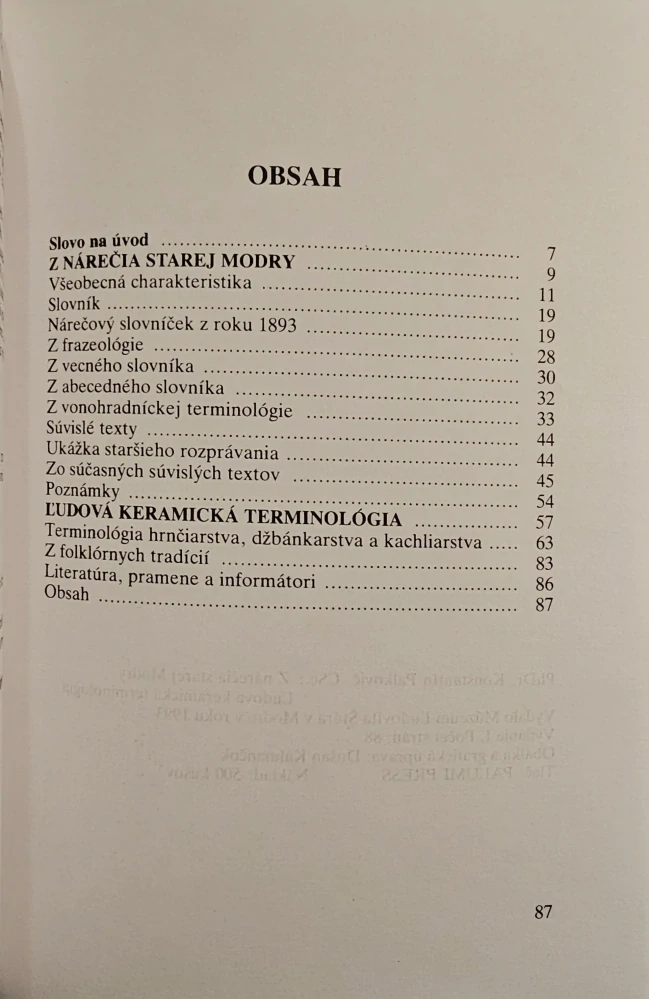 OBSAH
Slovo na úvod ........ 7
Z NÁREČIA STAREJ MODRY ........ 9
Všeobecná charakteristika ........ 11
Slovník ........ 19
Nárečový slovníček z roku 1893 ........ 19
Z frazeológie ........ 28
Z vecného slovníka ........ 30
Z abecedného slovníka ........ 32
Z vonohradníckej terminológie ........ 33
Súvislé texty ........ 44
Ukážka staršieho rozprávania ........ 44
Zo súčasných súvislých textov ........ 45
Poznámky ........ 54
ĽUDOVÁ KERAMICKÁ TERMINOLÓGIA ........ 57
Terminológia hrnčiarstva, džbánkarstva a kachliarstva ..... 63
Z folklórnych tradícií ........ 83
Literatúra, pramene a informátori ........ 86
Obsah ........ 87
87